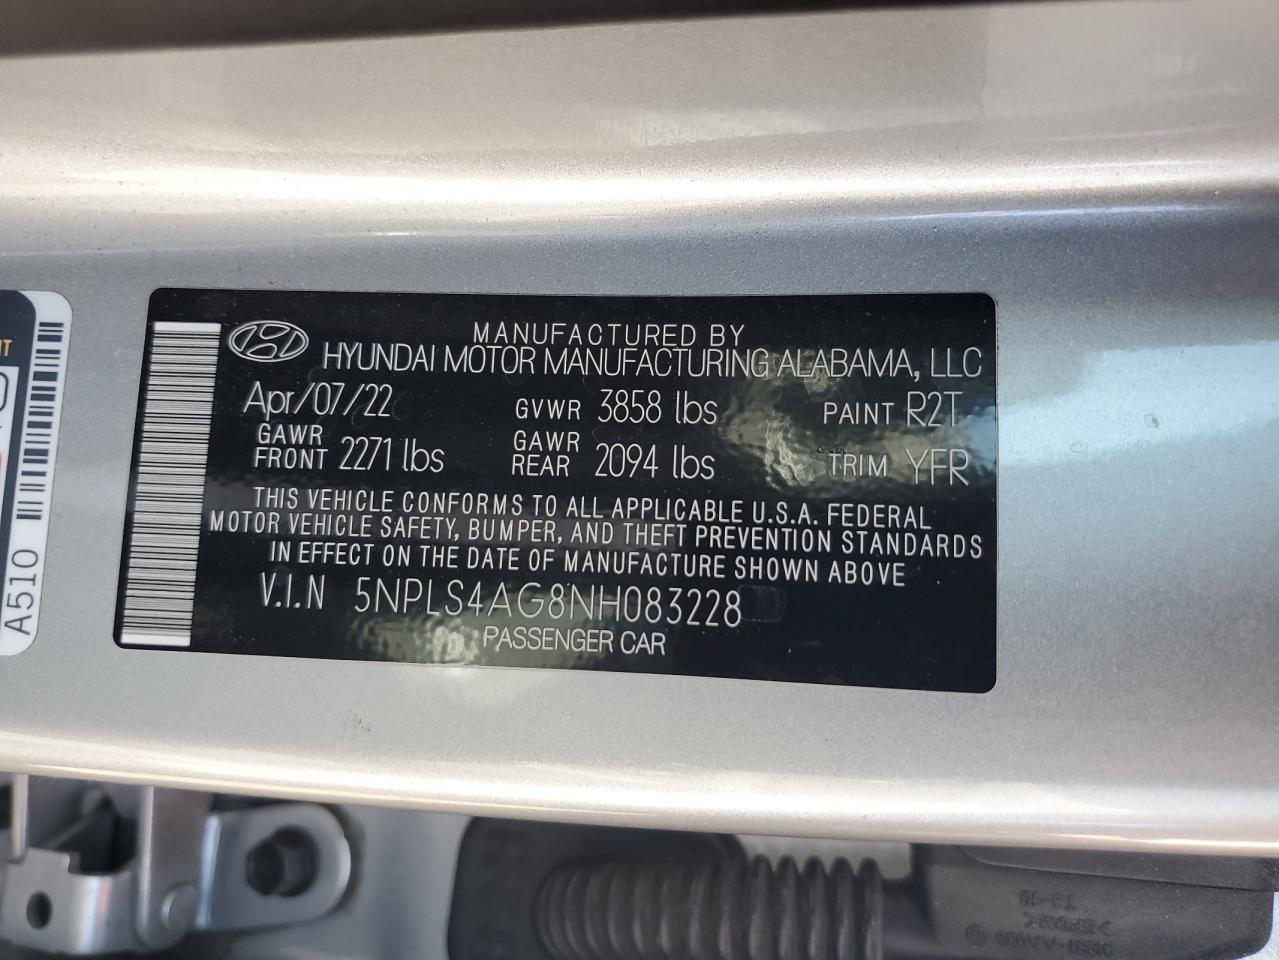 MANUFACTURED BY
HYUNDAI MOTOR MANUFACTURING ALABAMA, LLC
Apr/07/22 GVWR 3858 lbs PAINT R2T
GAWR FRONT 2271 lbs GAWR REAR 2094 lbs TRIM YFR
THIS VEHICLE CONFORMS TO ALL APPLICABLE U.S.A. FEDERAL
MOTOR VEHICLE SAFETY, BUMPER, AND THEFT PREVENTION STANDARDS
IN EFFECT ON THE DATE OF MANUFACTURE SHOWN ABOVE
V.I.N 5NPLS4AG8NH083228
PASSENGER CAR
A510